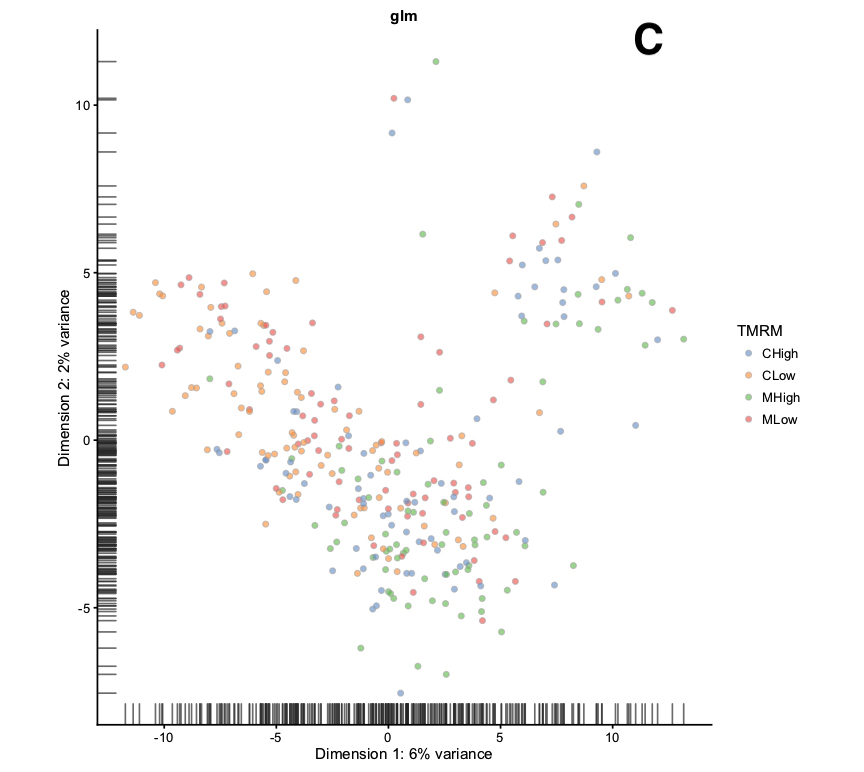 glm
C
10
5
0
-5
Dimension 2: 2% variance
-10
-5
0
5
10
Dimension 1: 6% variance
TMRM
CHigh
CLow
MHigh
MLow